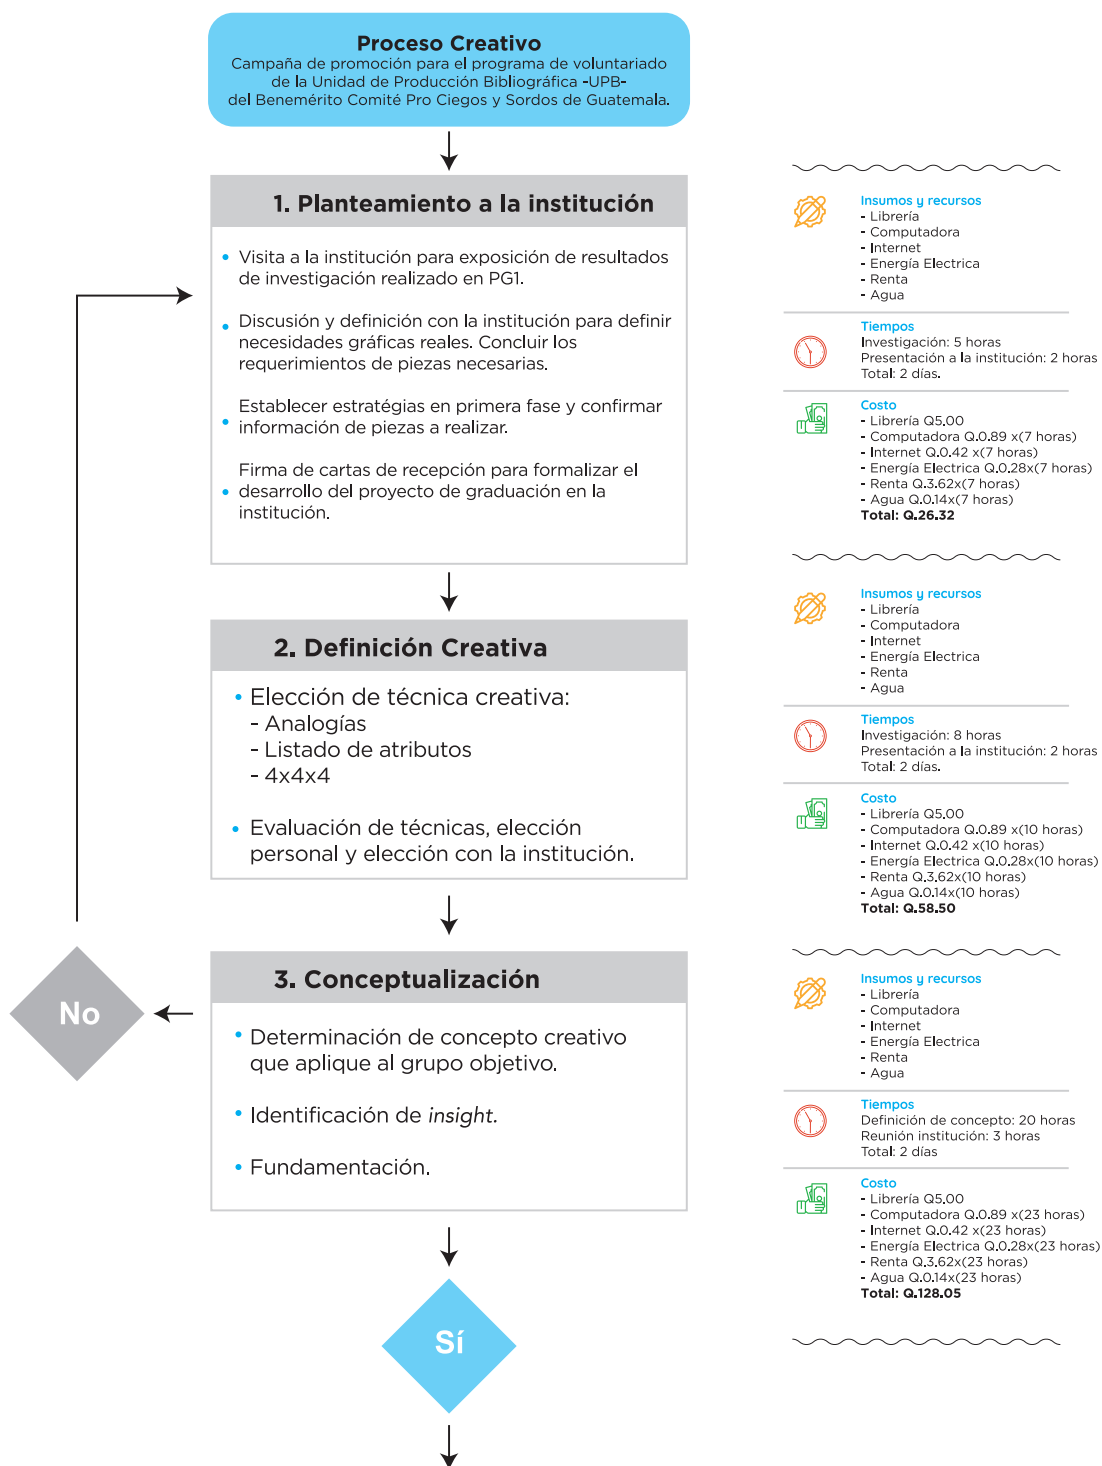 Proceso Creativo
Campaña de promoción para el programa de voluntariado
de la Unidad de Producción Bibliográfica -UPB-
del Benemérito Comité Pro Ciegos y Sordos de Guatemala.
1. Planteamiento a la institución
Visita a la institución para exposición de resultados
de investigación realizado en PG1.
Discusión y definición con la institución para definir
necesidades gráficas reales. Concluir los
requerimientos de piezas necesarias.
Establecer estratégias en primera fase y confirmar
información de piezas a realizar.
Firma de cartas de recepción para formalizar el
desarrollo del proyecto de graduación en la
institución.
Insumos y recursos
- Librería
- Computadora
- Internet
- Energía Electrica
- Renta
- Agua
Tiempos
Investigación: 5 horas
Presentación a la institución: 2 horas
Total: 2 días.
Costo
- Librería Q5.00
- Computadora Q.0.89 x(7 horas)
- Internet Q.0.42 x(7 horas)
- Energía Electrica Q.0.28x(7 horas)
- Renta Q.3.62x(7 horas)
- Agua Q.0.14x(7 horas)
Total: Q.26.32
2. Definición Creativa
• Elección de técnica creativa:
- Analogías
- Listado de atributos
- 4x4x4
• Evaluación de técnicas, elección
personal y elección con la institución.
Insumos y recursos
- Librería
- Computadora
- Internet
- Energía Electrica
- Renta
- Agua
Tiempos
Investigación: 8 horas
Presentación a la institución: 2 horas
Total: 2 días.
Costo
- Librería Q5.00
- Computadora Q.0.89 x(10 horas)
- Internet Q.0.42 x(10 horas)
- Energía Electrica Q.0.28x(10 horas)
- Renta Q.3.62x(10 horas)
- Agua Q.0.14x(10 horas)
Total: Q.58.50
3. Conceptualización
• Determinación de concepto creativo
que aplique al grupo objetivo.
• Identificación de insight.
• Fundamentación.
Insumos y recursos
- Librería
- Computadora
- Internet
- Energía Electrica
- Renta
- Agua
Tiempos
Definición de concepto: 20 horas
Reunión institución: 3 horas
Total: 2 días
Costo
- Librería Q5.00
- Computadora Q.0.89 x(23 horas)
- Internet Q.0.42 x(23 horas)
- Energía Electrica Q.0.28x(23 horas)
- Renta Q.3.62x(23 horas)
- Agua Q.0.14x(23 horas)
Total: Q.128.05
No
Sí